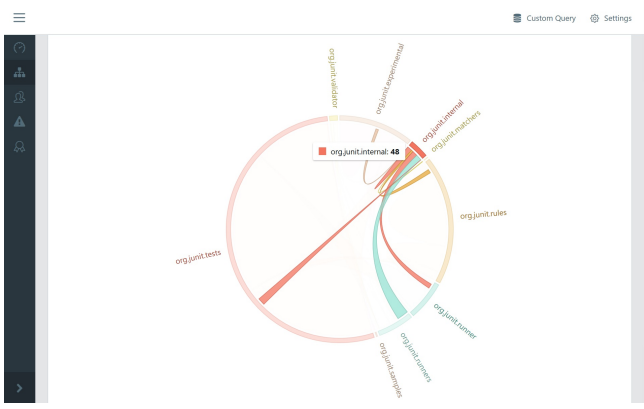 Custom Query
Settings
org.junit.validator
org.junit.experimental
org.junit.internal
org.junit.matchers
org.junit.internal: 48
org.junit.rules
org.junit.tests
org.junit.runner
org.junit.runners
org.junit.samples